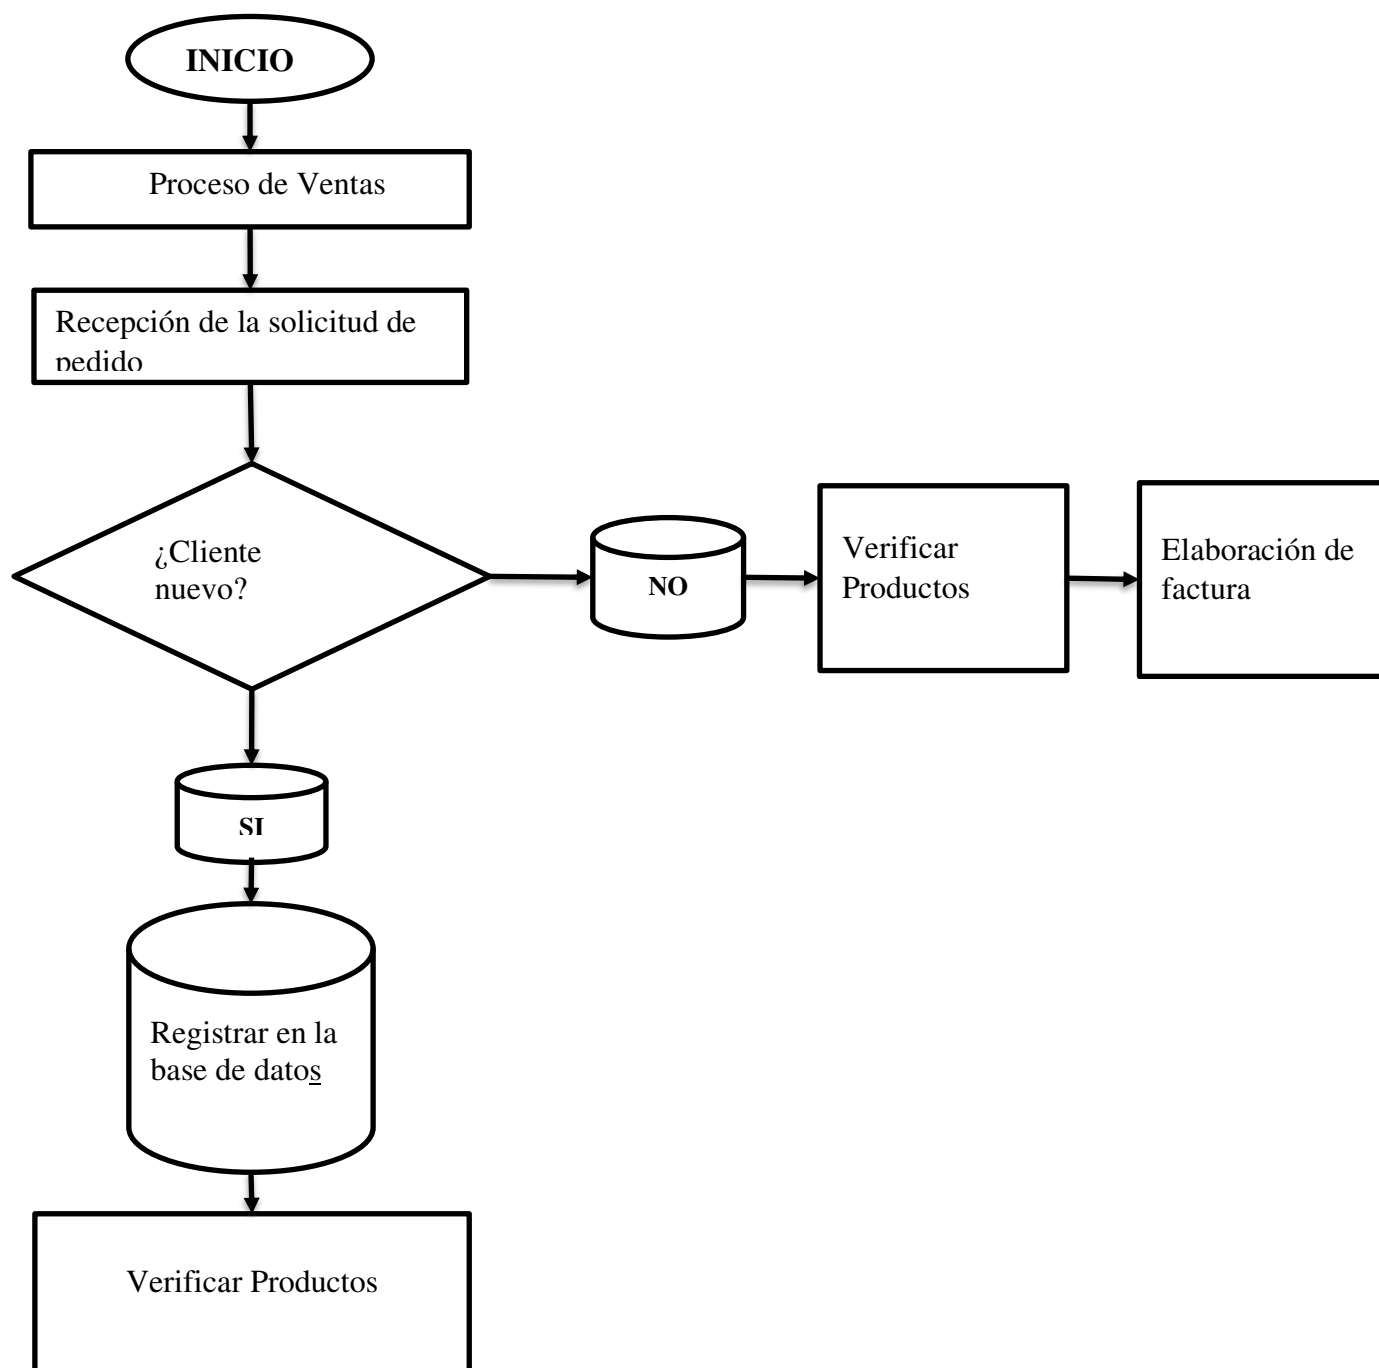 INICIO
Proceso de Ventas
Recepción de la solicitud de
pedido
¿Cliente
nuevo?
NO
Verificar
Productos
Elaboración de
factura
SI
Registrar en la
base de datos
Verificar Productos